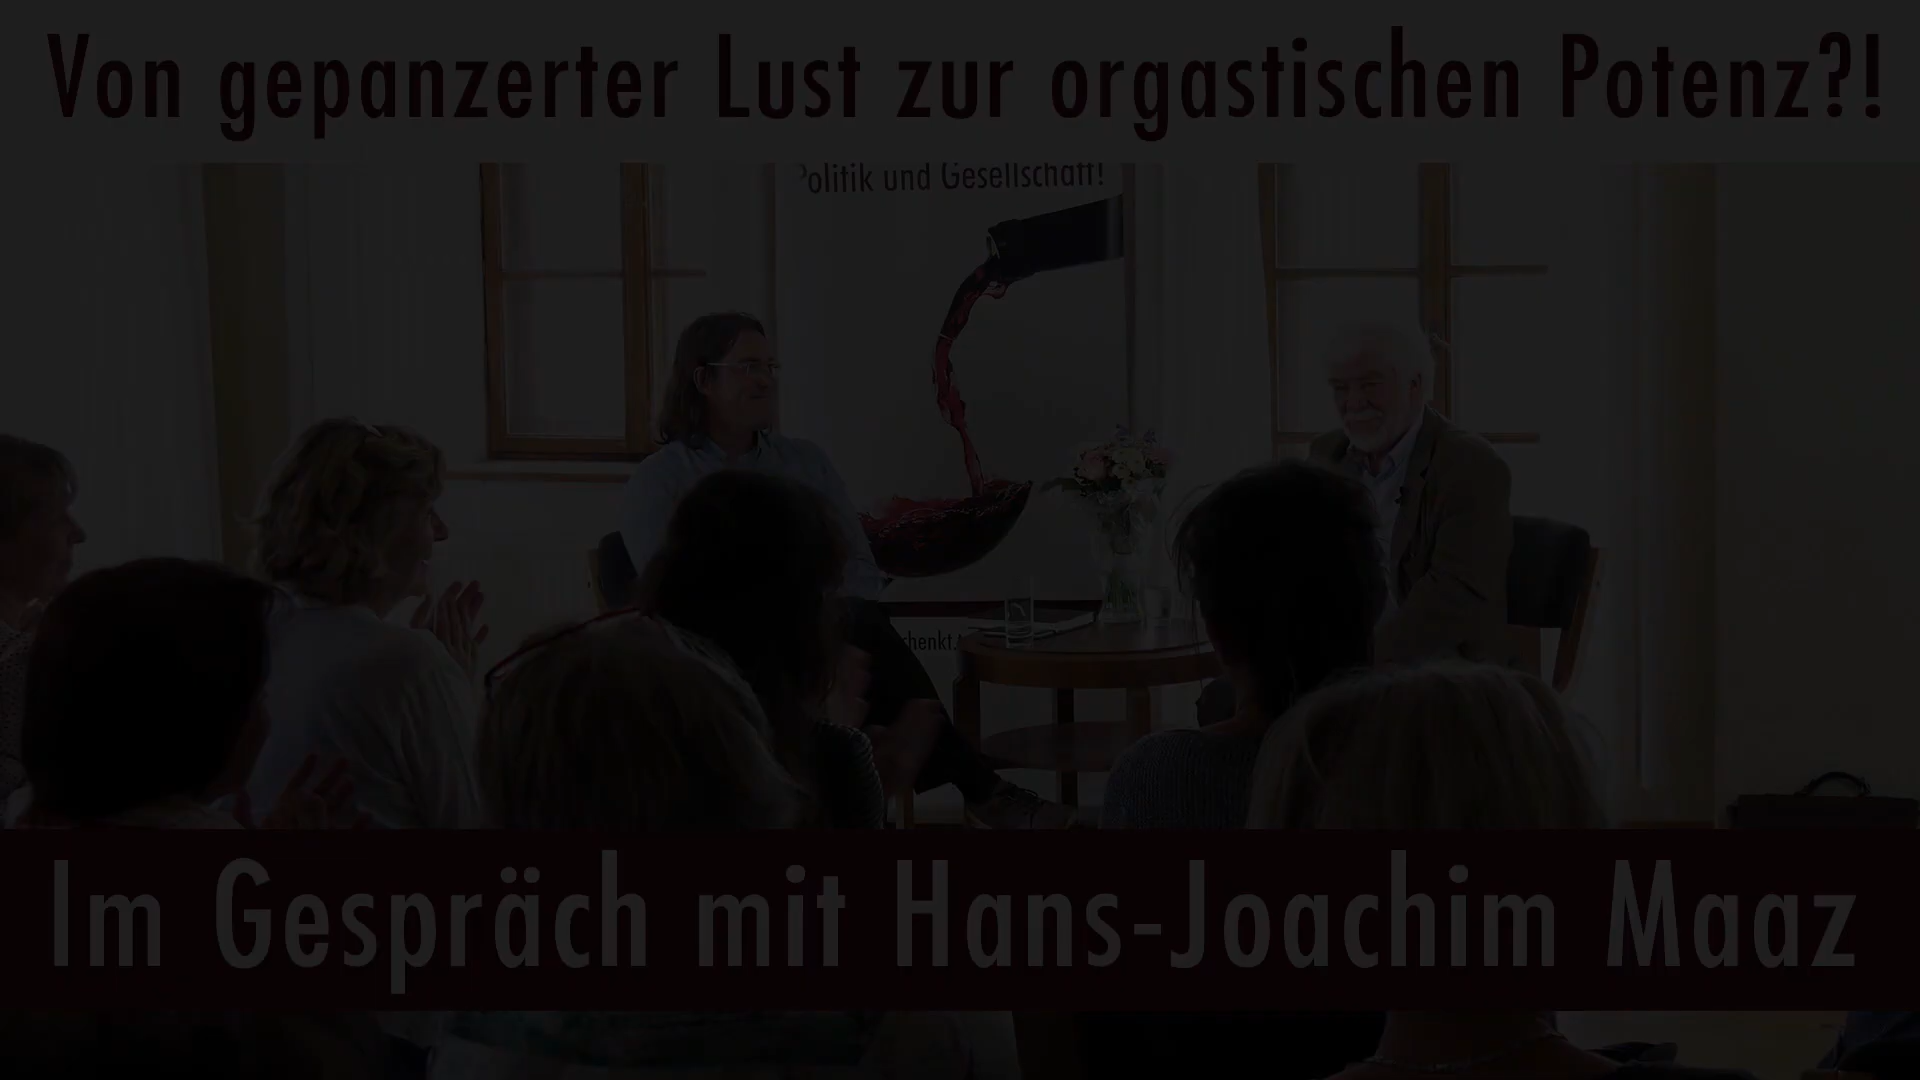 Von gepanzerter Lust zur orgastischen Potenz?!
Politik und Gesellschaft!
Im Gespräch mit Hans-Joachim Maaz